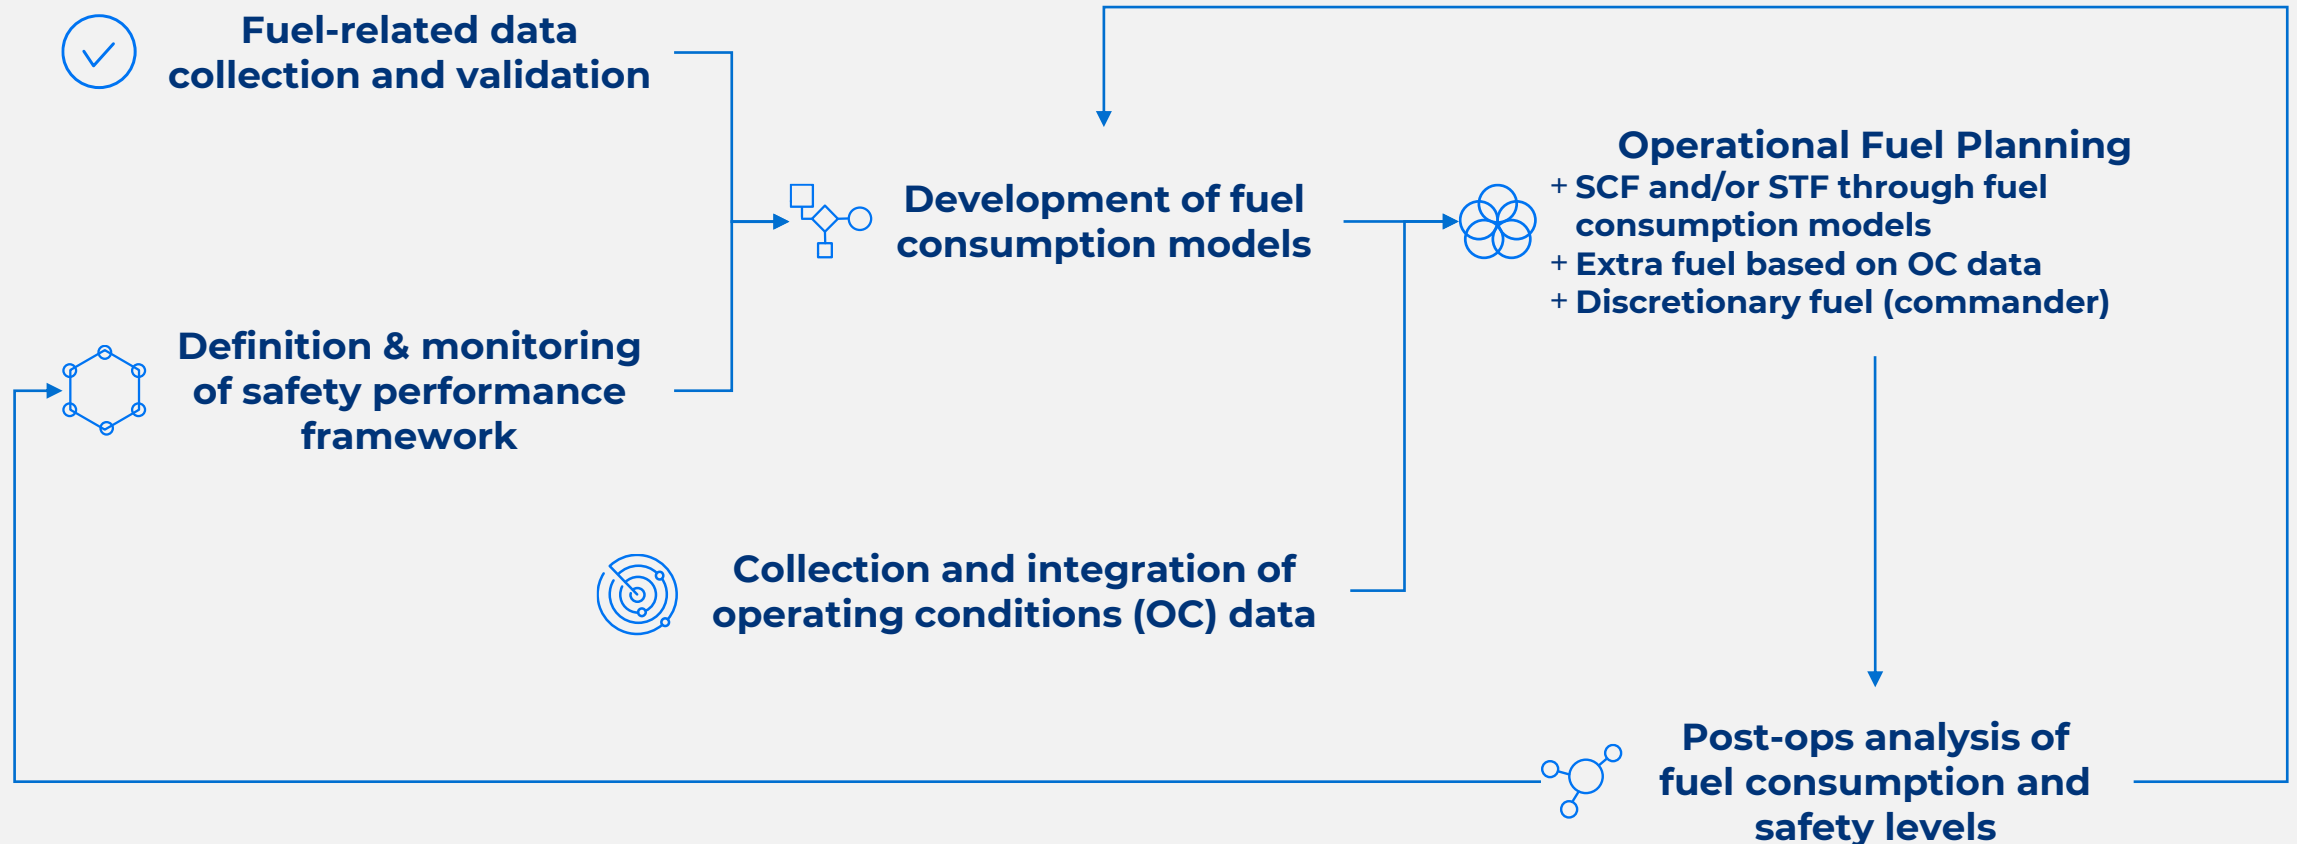 Fuel-related data
collection and validation
Development of fuel
consumption models
Operational Fuel Planning
+ SCF and/or STF through fuel
consumption models
+ Extra fuel based on OC data
+ Discretionary fuel (commander)
Definition & monitoring
of safety performance
framework
Collection and integration of
operating conditions (OC) data
Post-ops analysis of
fuel consumption and
safety levels